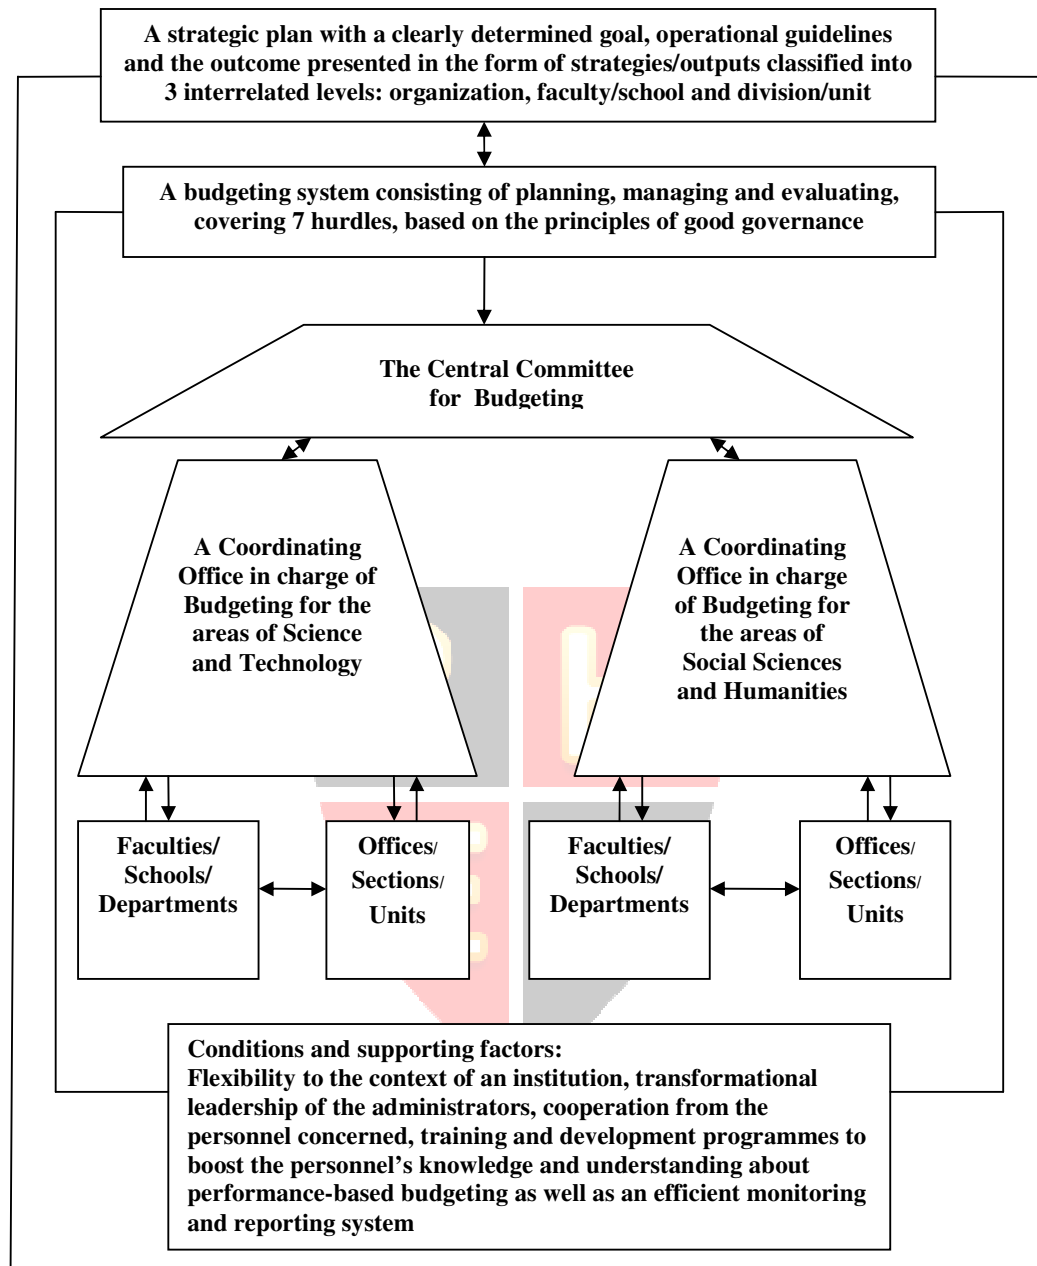 A strategic plan with a clearly determined goal, operational guidelines
and the outcome presented in the form of strategies/outputs classified into
3 interrelated levels: organization, faculty/school and division/unit
A budgeting system consisting of planning, managing and evaluating,
covering 7 hurdles, based on the principles of good governance
The Central Committee
for Budgeting
A Coordinating
Office in charge of
Budgeting for the
areas of Science
and Technology
A Coordinating
Office in charge
of Budgeting for
the areas of
Social Sciences
and Humanities
Faculties/
Schools/
Departments
Offices/
Sections/
Units
Faculties/
Schools/
Departments
Offices/
Sections/
Units
Conditions and supporting factors:
Flexibility to the context of an institution, transformational
leadership of the administrators, cooperation from the
personnel concerned, training and development programmes to
boost the personnel's knowledge and understanding about
performance-based budgeting as well as an efficient monitoring
and reporting system